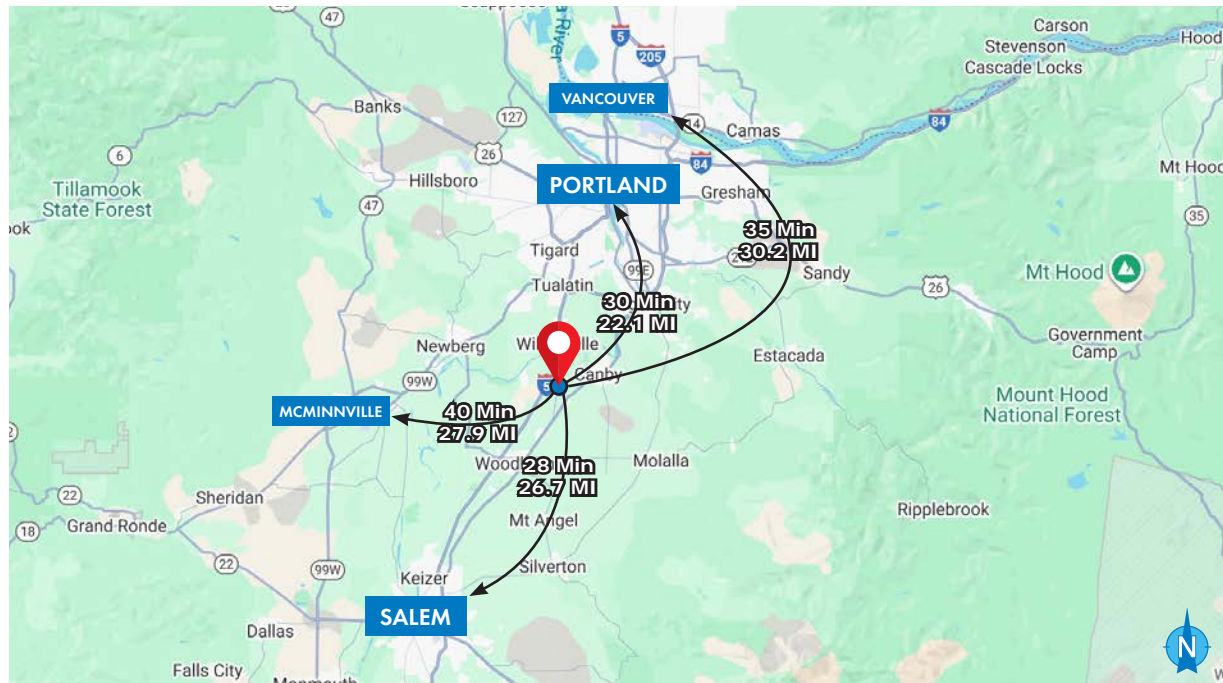 47
Carson
Stevenson
Cascade Locks
Hood
5
205
VANCOUVER
Banks
127
14
Camas
84
6
26
84
Mt Hood
Tillamook
State Forest
Hillsboro
PORTLAND
Gresham
47
35
ook
Tigard
35 Min
30.2 MI
99E
Sandy
Mt Hood
Tualatin
26
30 Min
22.1 MI
Government
Camp
Newberg
Estacada
99W
5
Canby
Mount Hood
National Forest
MCMINNVILLE
40 Min
27.9 MI
28 Min
26.7 MI
Molalla
22
Sheridan
Ripplebrook
18
Grand Ronde
Mt Angel
22
99W
Keizer
Silverton
SALEM
Dallas
Falls City
Monmouth
N